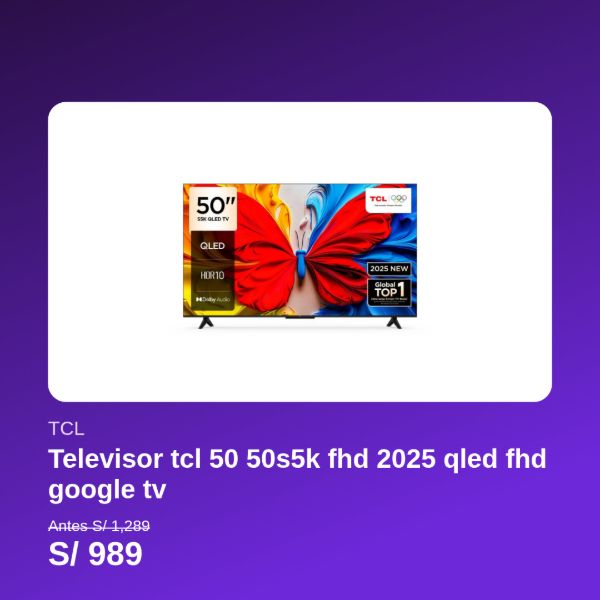 50"
S5K QLED TV
QLED
HDR10
Dolby Audio
TCL
2025 NEW
Global
TOP 1
TCL
Televisor tcl 50 50s5k fhd 2025 qled fhd
google tv
Antes S/ 1,289
S/ 989